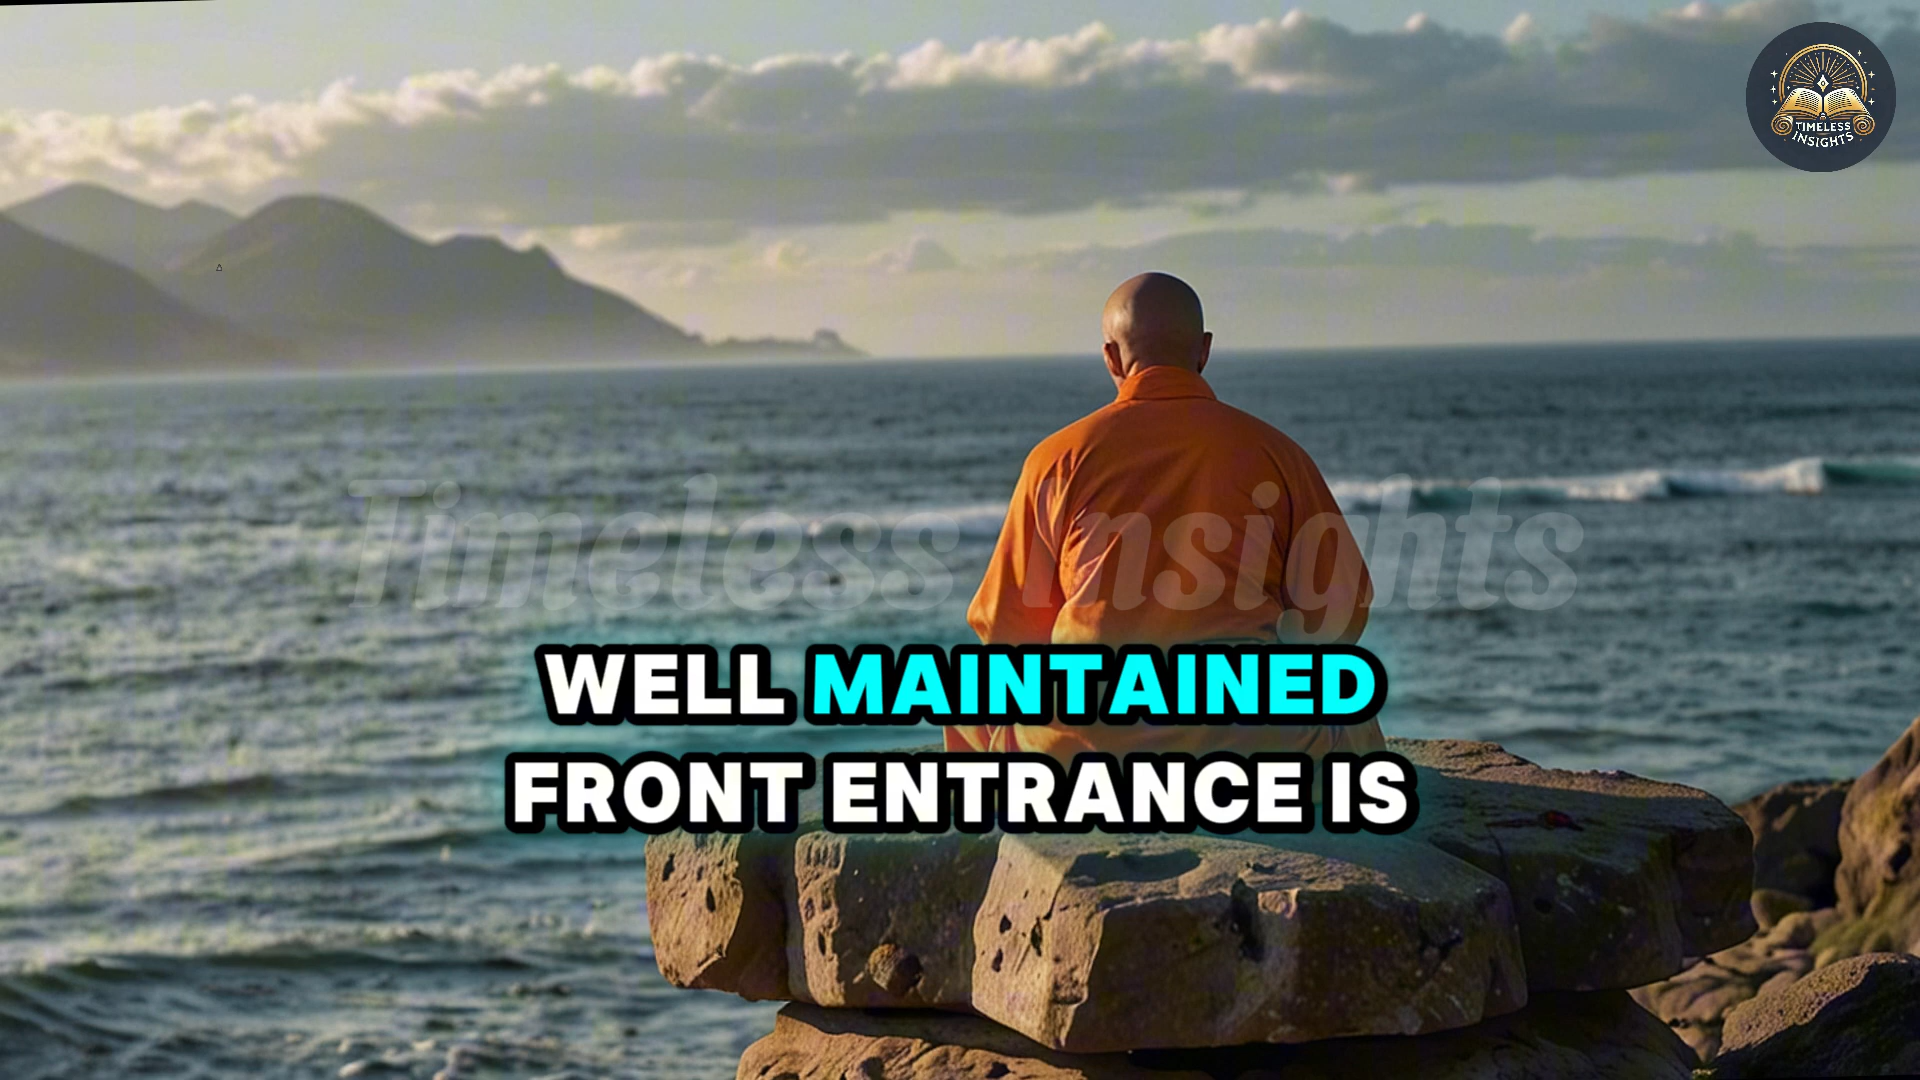 TIMELESS
INSIGHTS
Timeless Insights
WELL MAINTAINED
FRONT ENTRANCE IS